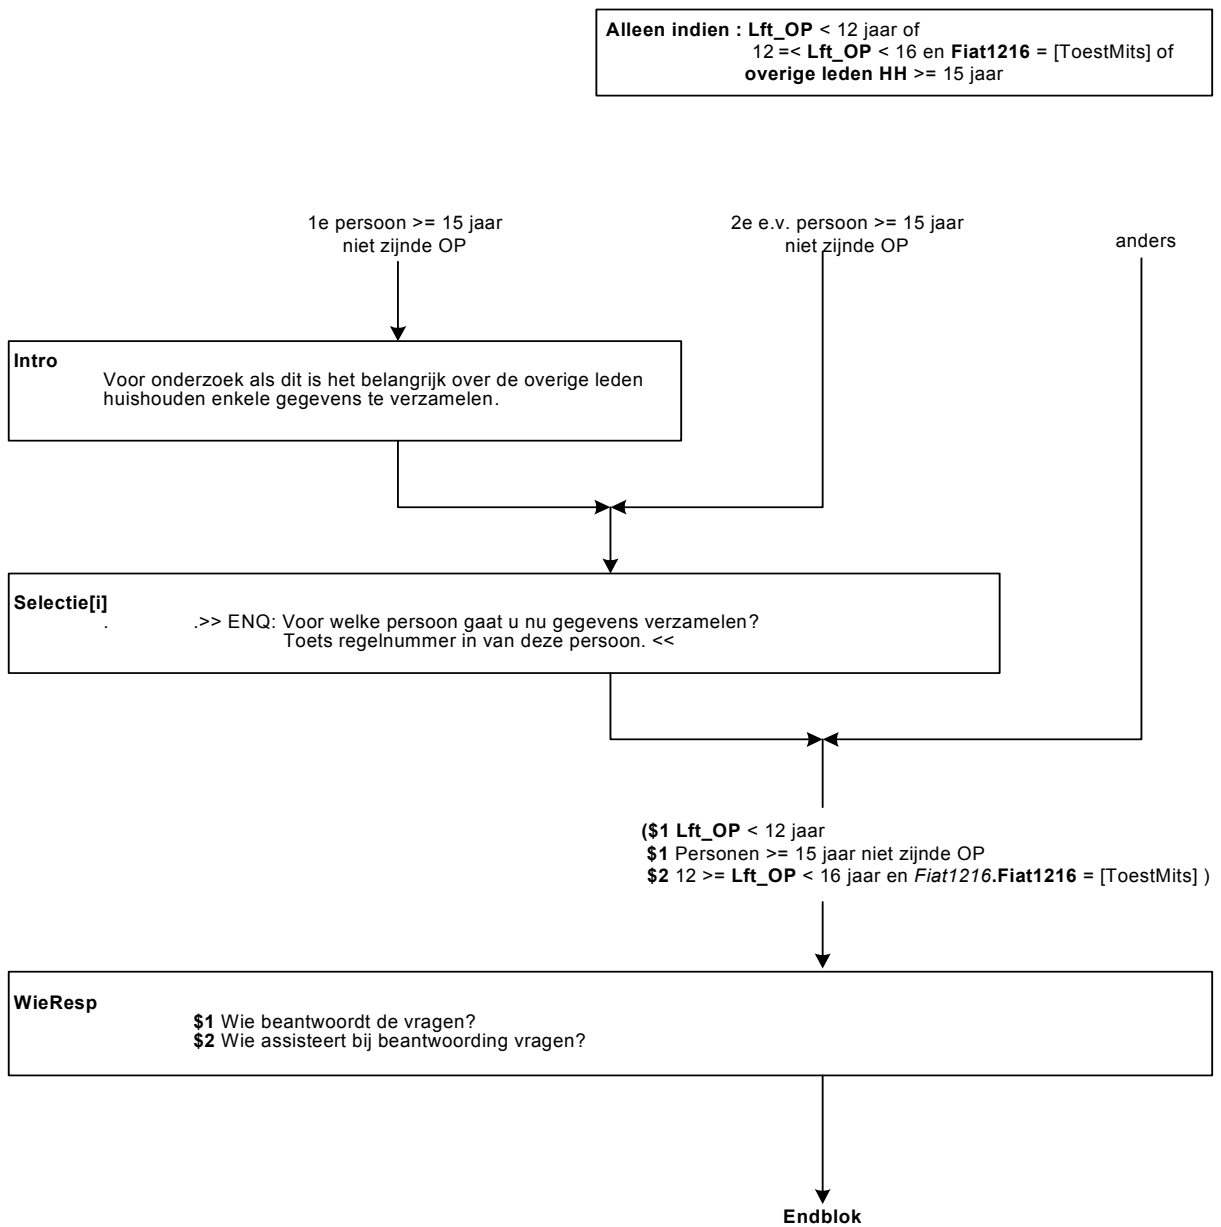 Alleen indien : Lft_OP < 12 jaar of
12 =< Lft_OP < 16 en Fiat1216 = [ToestMits] of
overige leden HH >= 15 jaar
1e persoon >= 15 jaar
niet zijnde OP
2e e.v. persoon >= 15 jaar
niet zijnde OP
anders
Intro
Voor onderzoek als dit is het belangrijk over de overige leden
huishouden enkele gegevens te verzamelen.
Selectie[i]
. .>> ENQ: Voor welke persoon gaat u nu gegevens verzamelen?
Toets regelnummer in van deze persoon. <<
($1 Lft_OP < 12 jaar
$1 Personen >= 15 jaar niet zijnde OP
$2 12 >= Lft_OP < 16 jaar en Fiat1216.Fiat1216 = [ToestMits] )
WieResp
$1 Wie beantwoordt de vragen?
$2 Wie assisteert bij beantwoording vragen?
Endblok